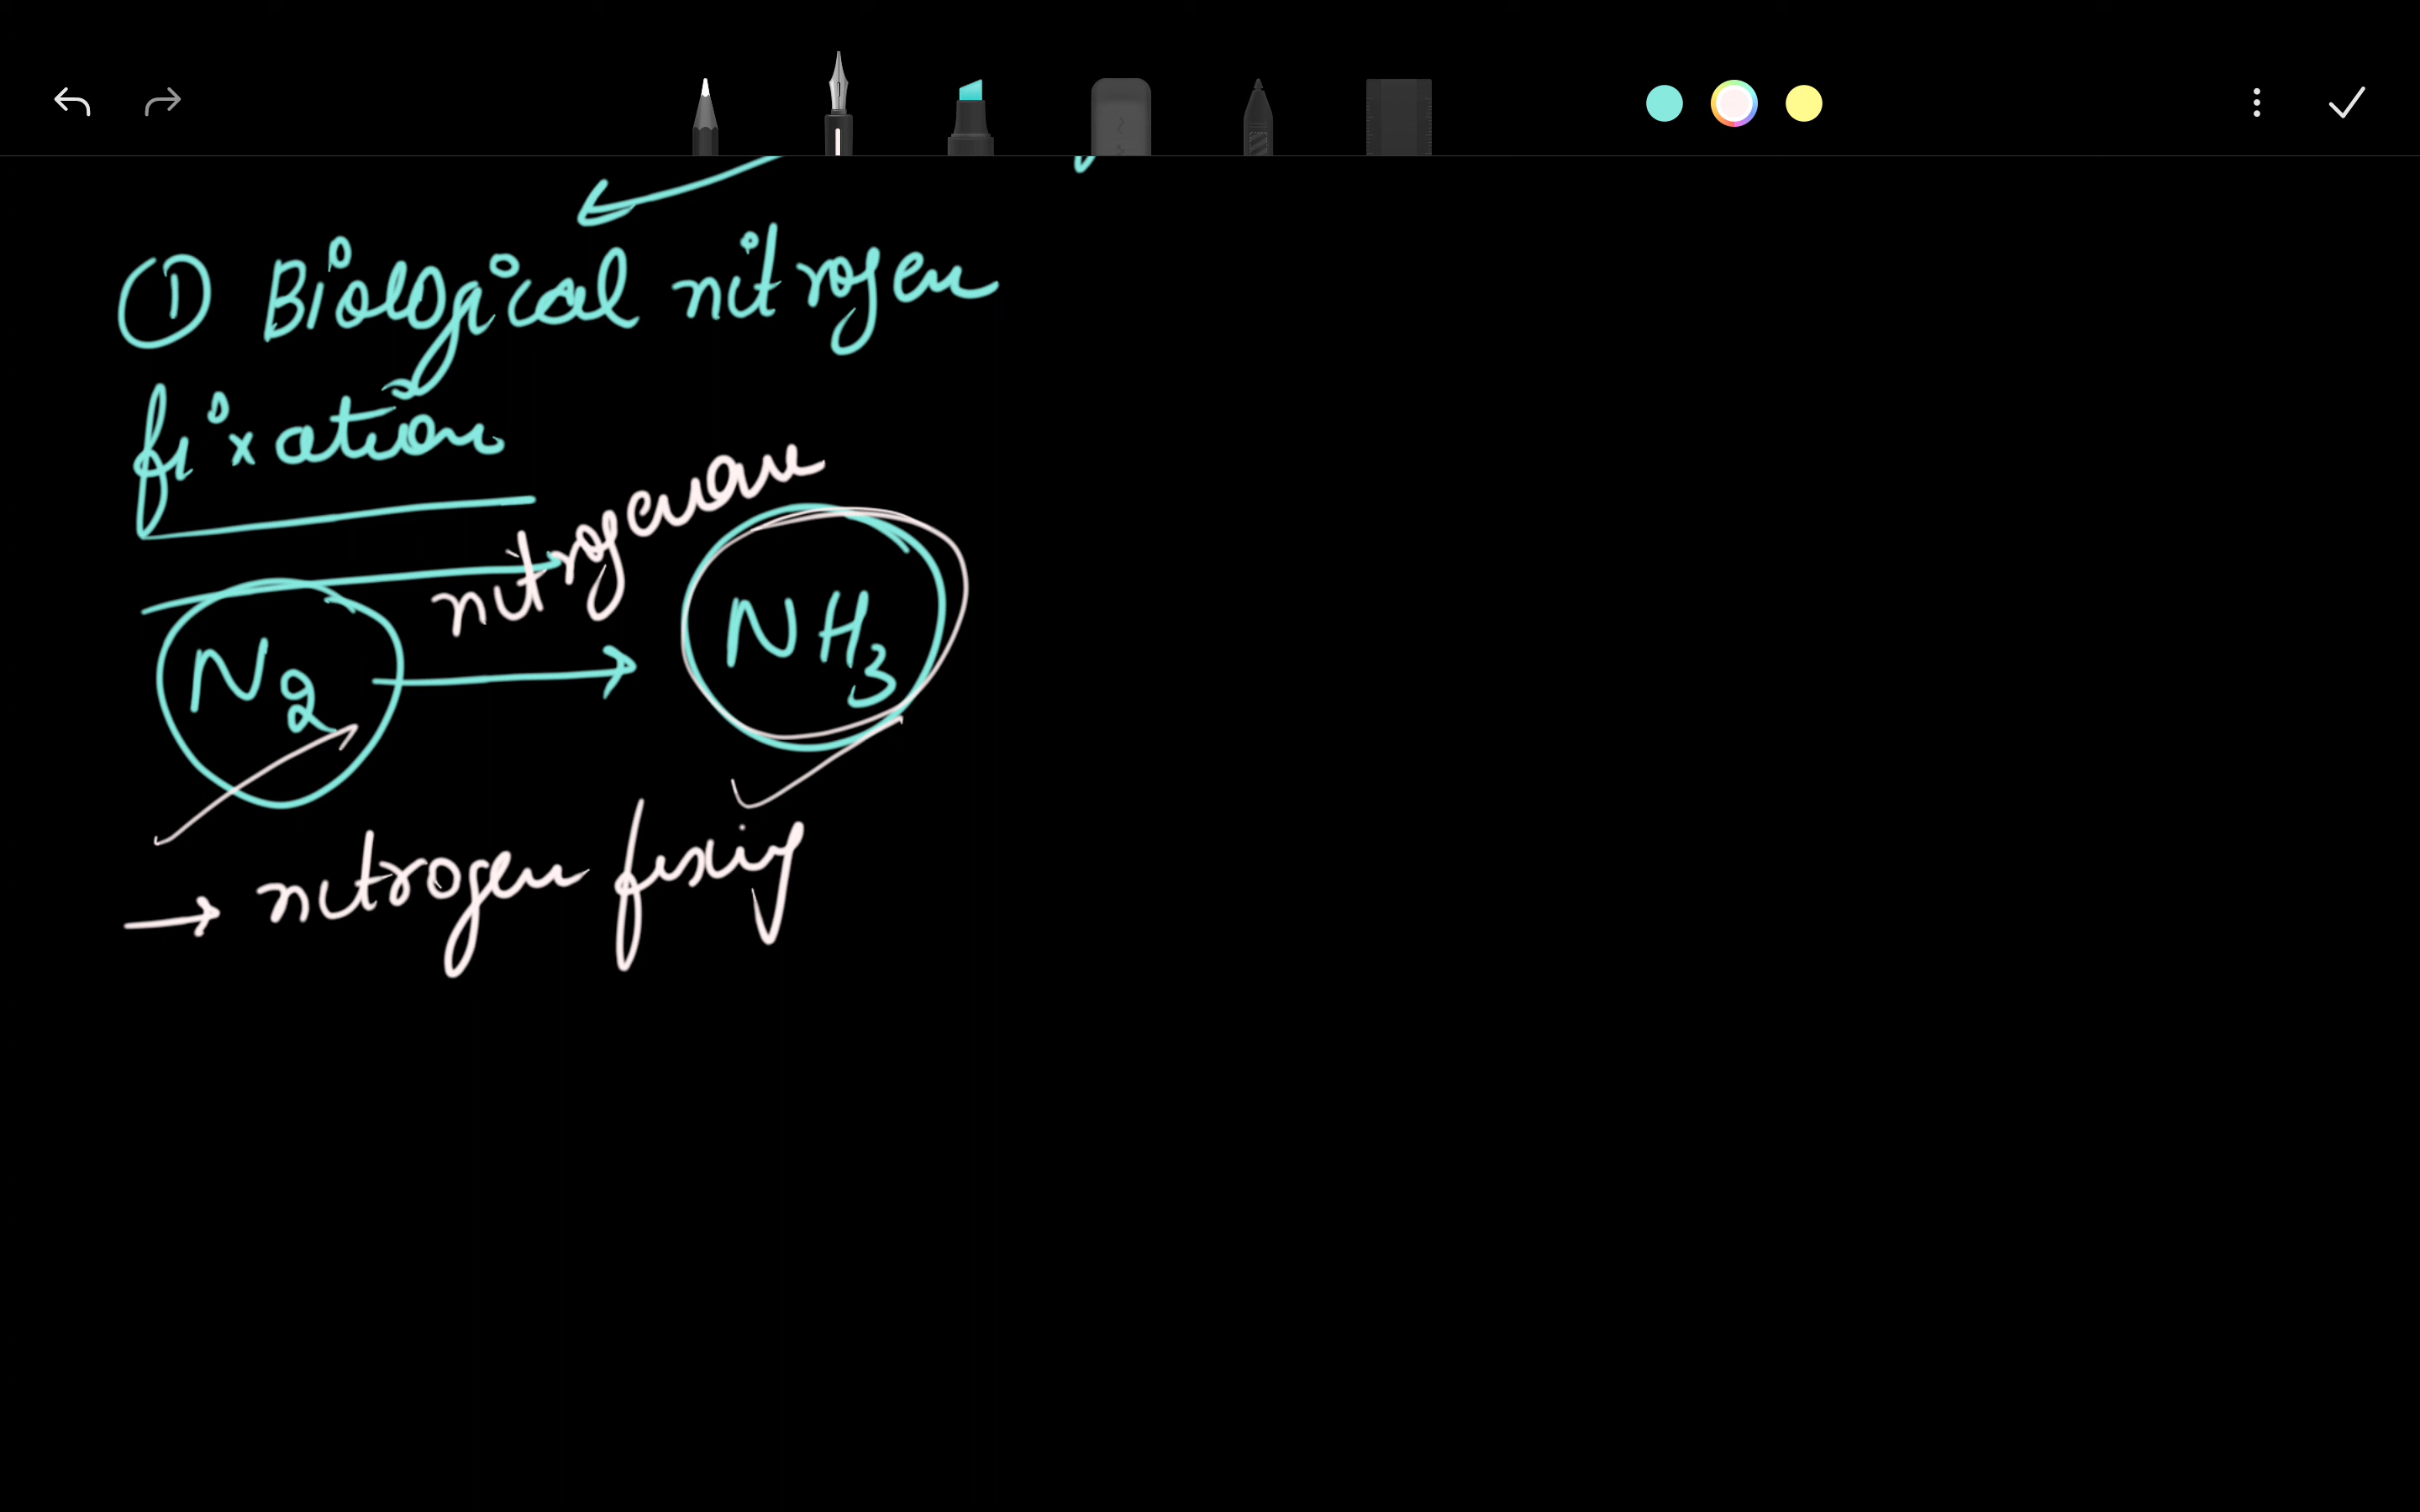 ① Biological nitrogen
fixation
nitrogenase
N₂ → NH₃
→ nitrogen fixing